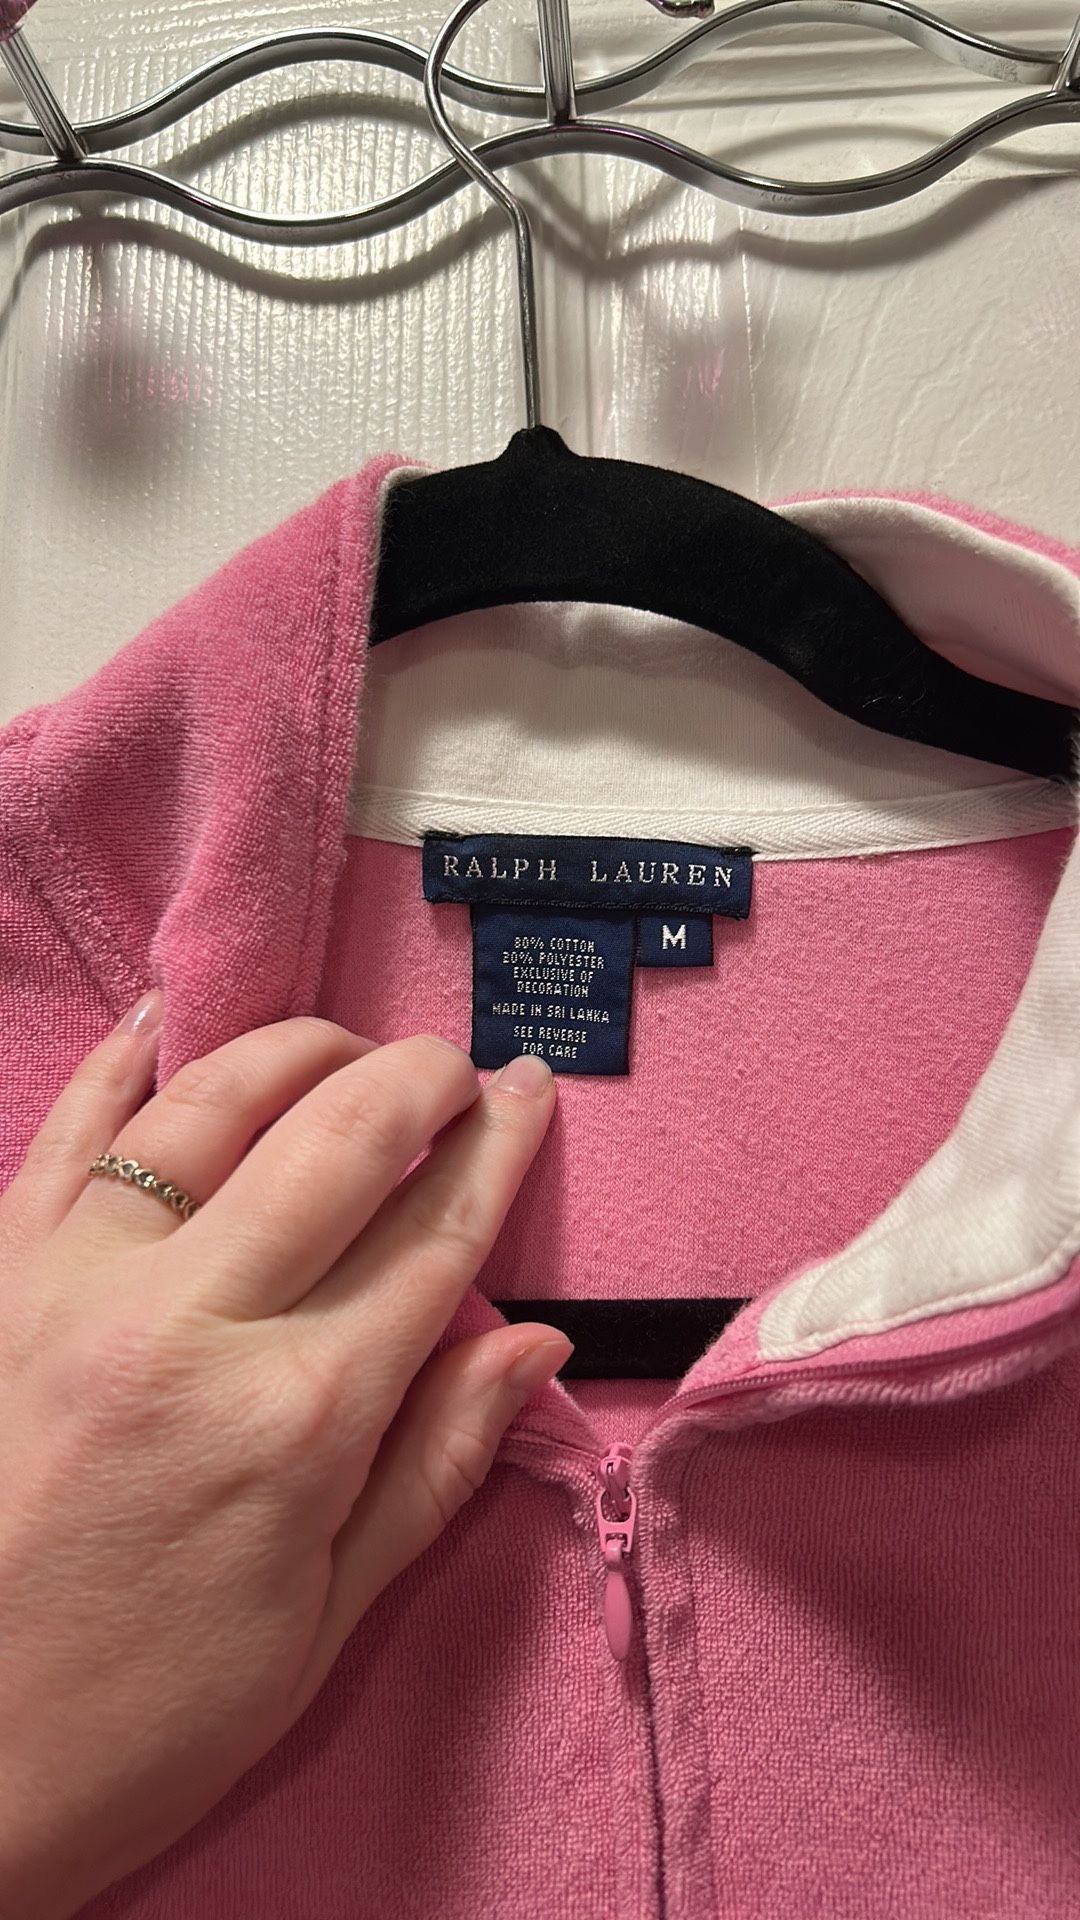 RALPH LAUREN
M
80% COTTON
20% POLYESTER
EXCLUSIVE OF
DECORATION
MADE IN SRI LANKA
SEE REVERSE
FOR CARE